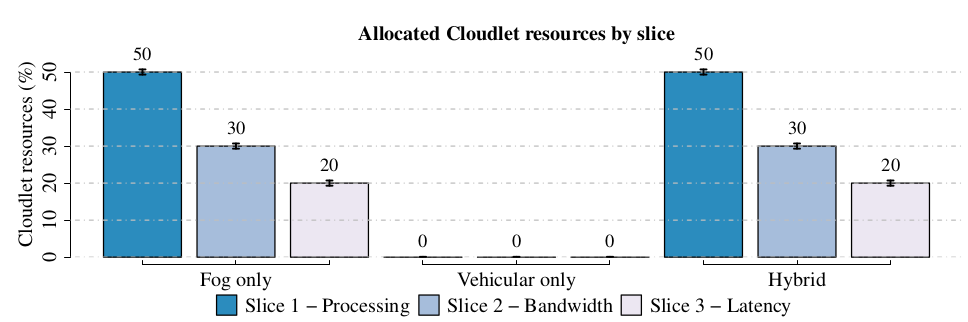 Allocated Cloudlet resources by slice
Cloudlet resources (%)
50
40
30
20
10
0
50
30
20
0
0
0
50
30
20
Fog only
Vehicular only
Hybrid
Slice 1 – Processing
Slice 2 – Bandwidth
Slice 3 – Latency